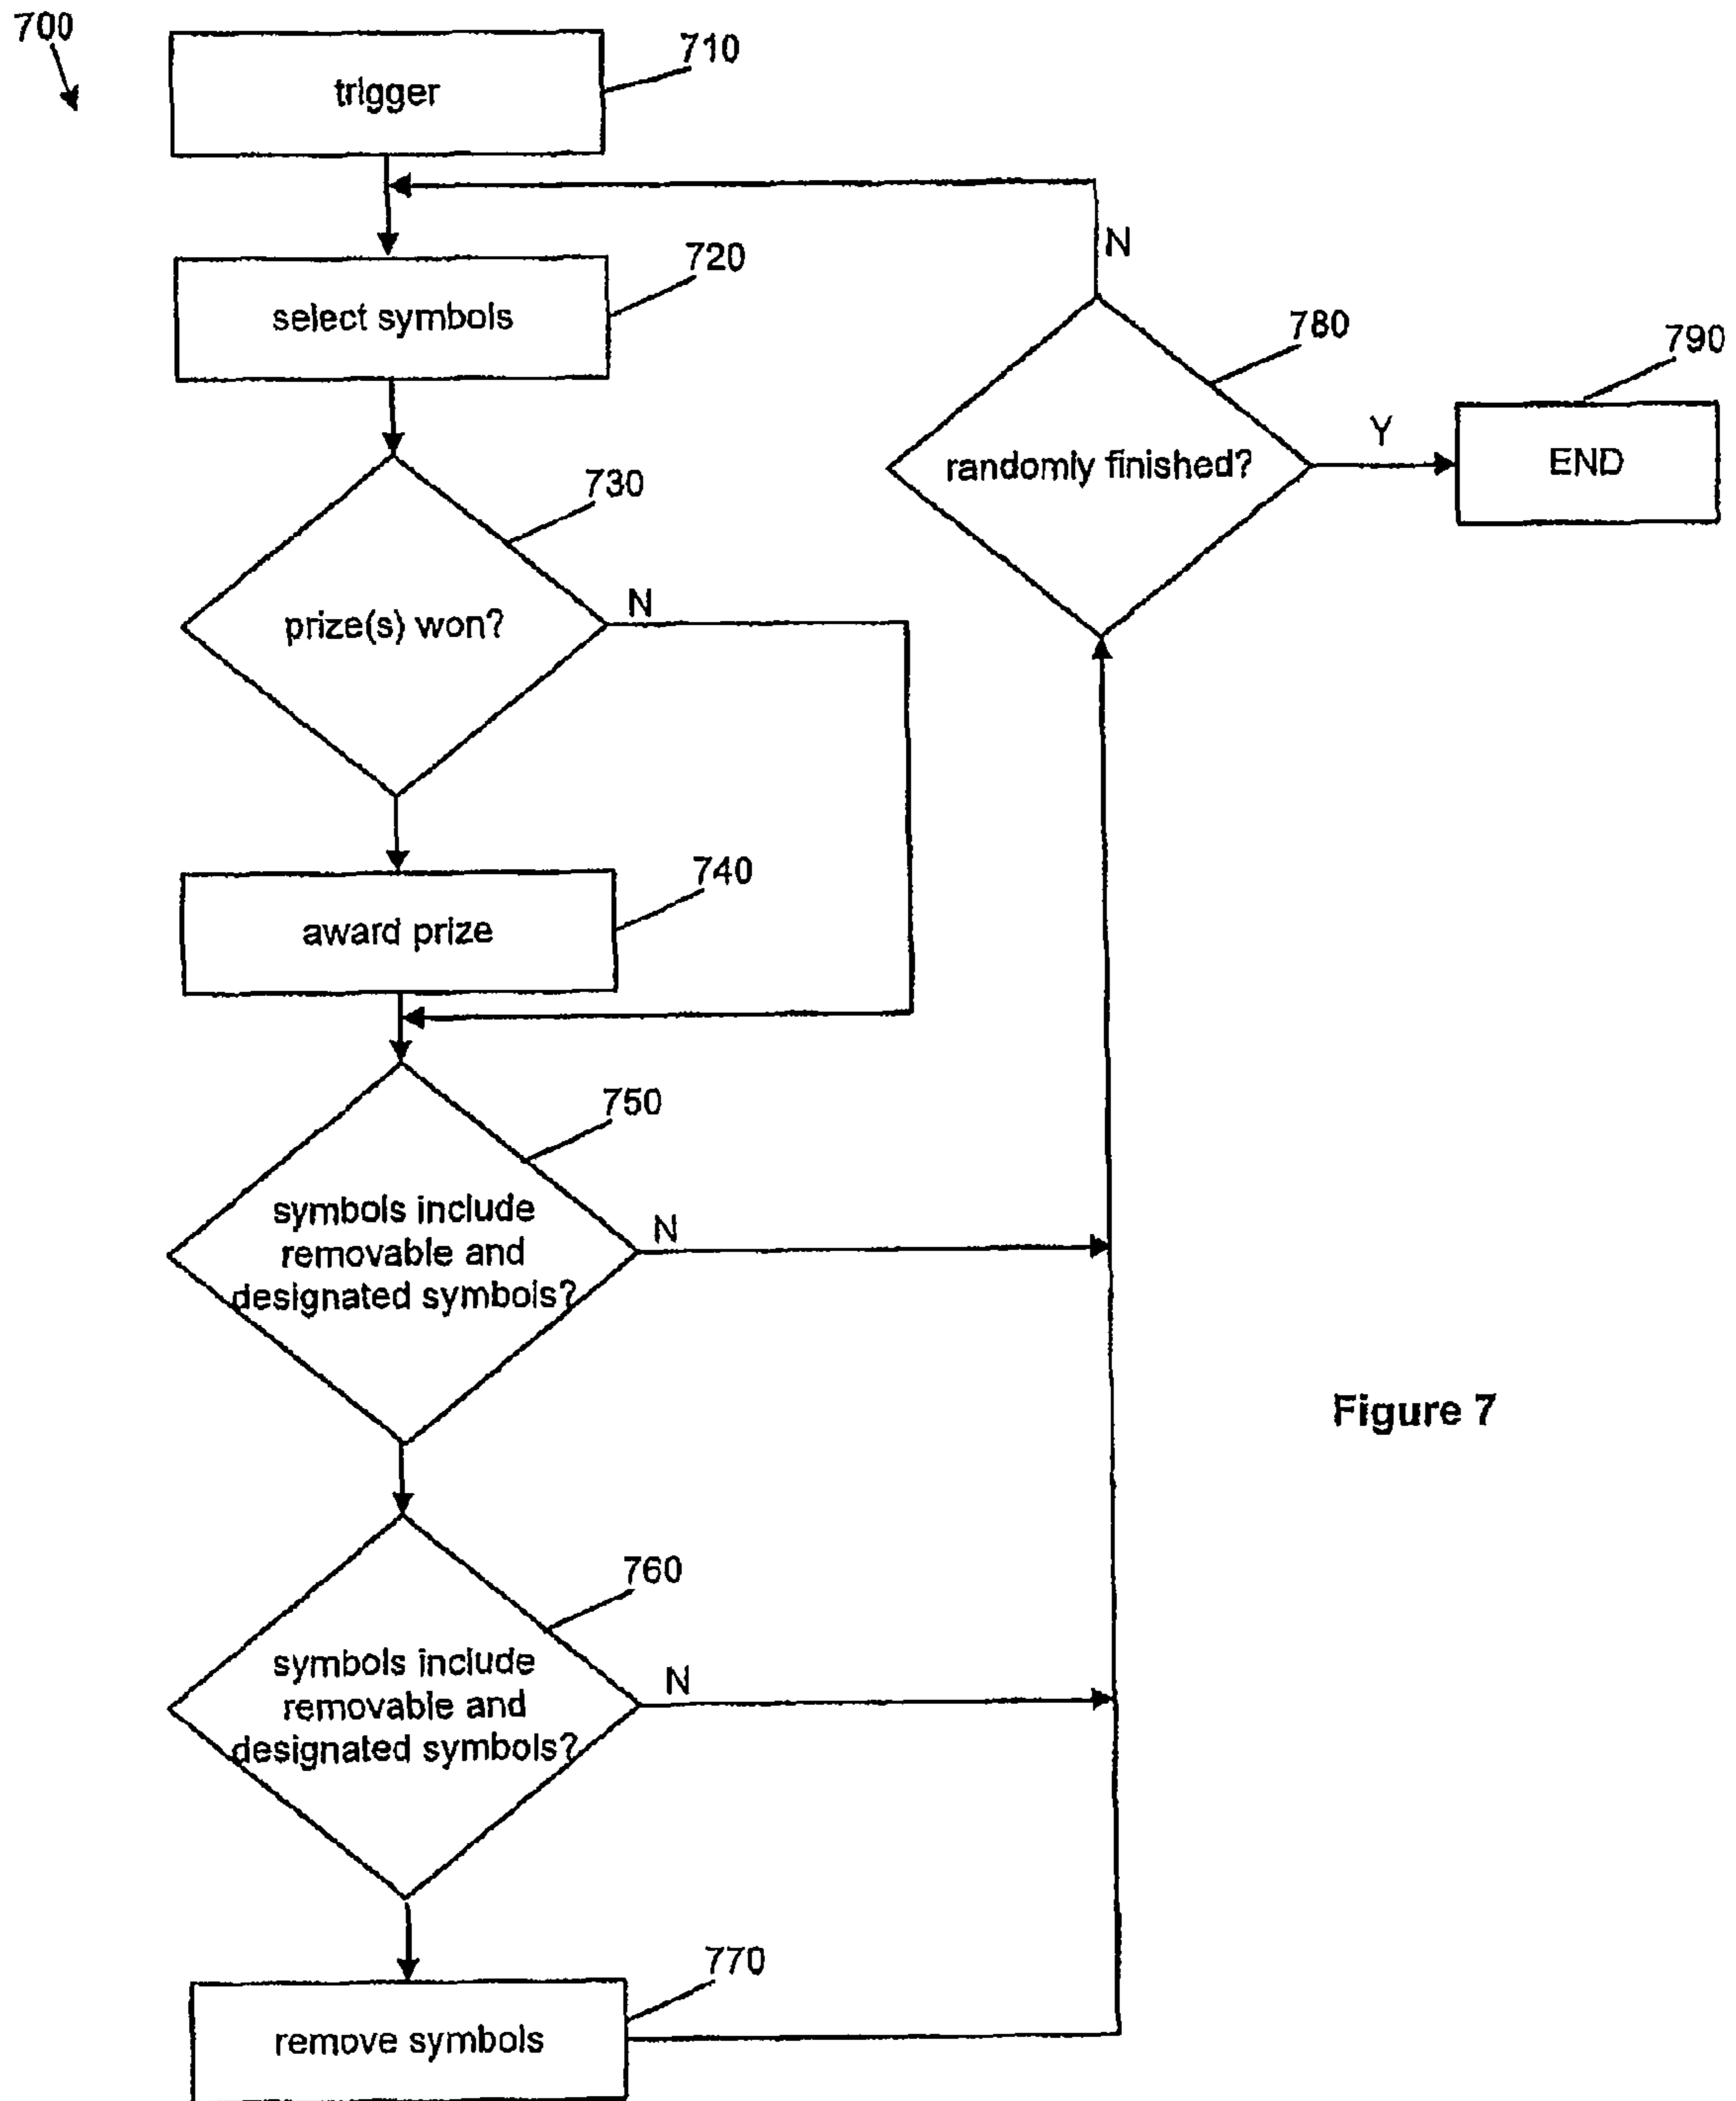 700
trigger
710
select symbols
720
prize(s) won?
730
N
award prize
740
symbols include
removable and
designated symbols?
750
N
symbols include
removable and
designated symbols?
760
N
remove symbols
770
randomly finished?
780
N
Y
END
790
Figure 7